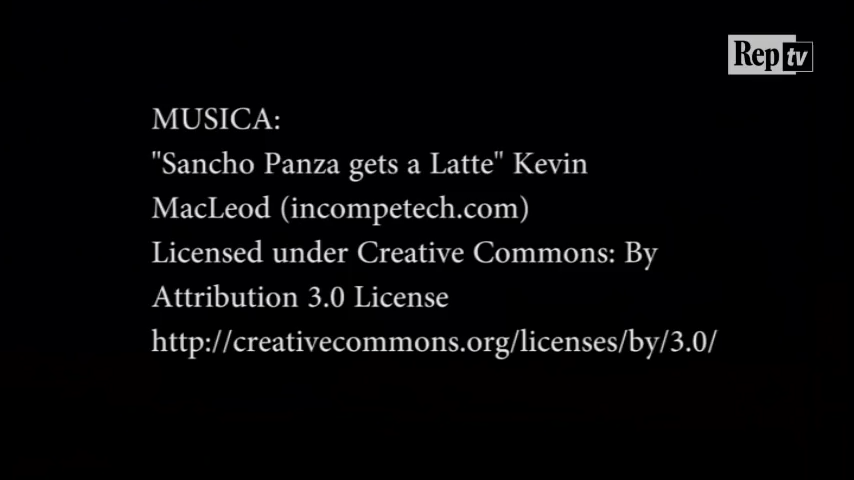 Rep tv
MUSICA:
"Sancho Panza gets a Latte" Kevin
MacLeod (incompetech.com)
Licensed under Creative Commons: By
Attribution 3.0 License
http://creativecommons.org/licenses/by/3.0/